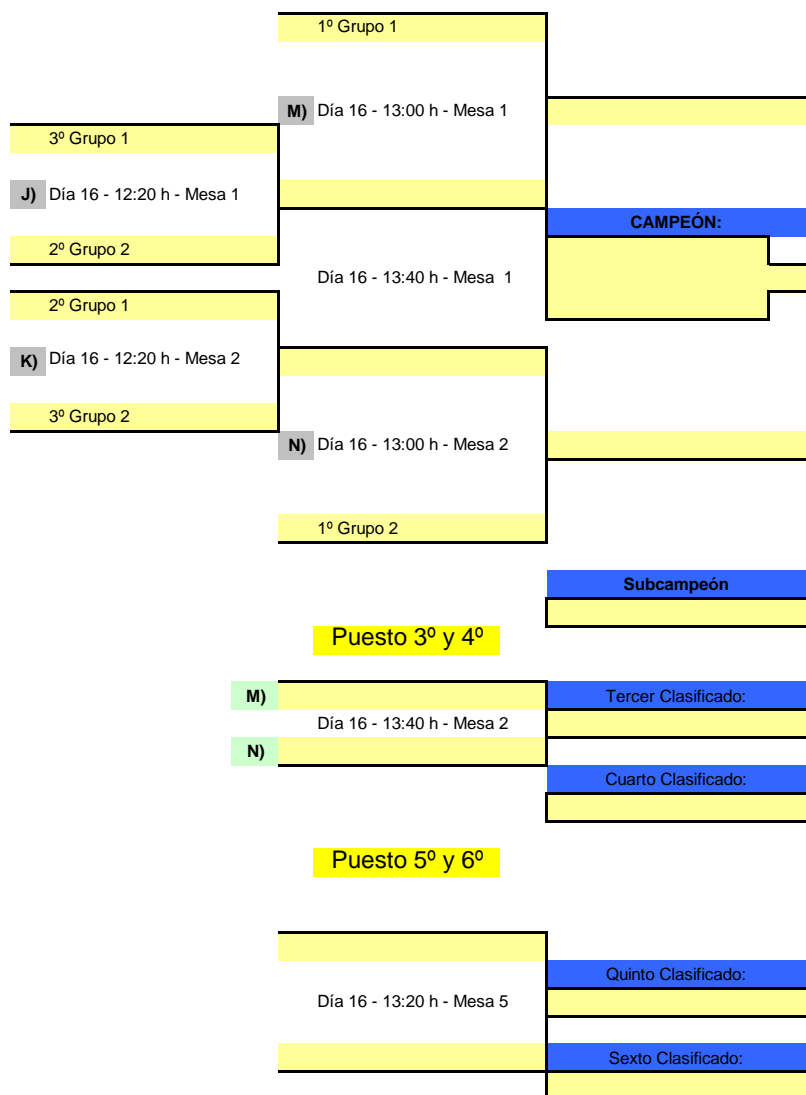 1º Grupo 1
M) Día 16 - 13:00 h - Mesa 1
3º Grupo 1
J) Día 16 - 12:20 h - Mesa 1
CAMPEÓN:
2º Grupo 2
Día 16 - 13:40 h - Mesa 1
2º Grupo 1
K) Día 16 - 12:20 h - Mesa 2
3º Grupo 2
N) Día 16 - 13:00 h - Mesa 2
1º Grupo 2
Subcampeón
Puesto 3º y 4º
M)
Tercer Clasificado:
Día 16 - 13:40 h - Mesa 2
N)
Cuarto Clasificado:
Puesto 5º y 6º
Quinto Clasificado:
Día 16 - 13:20 h - Mesa 5
Sexto Clasificado: